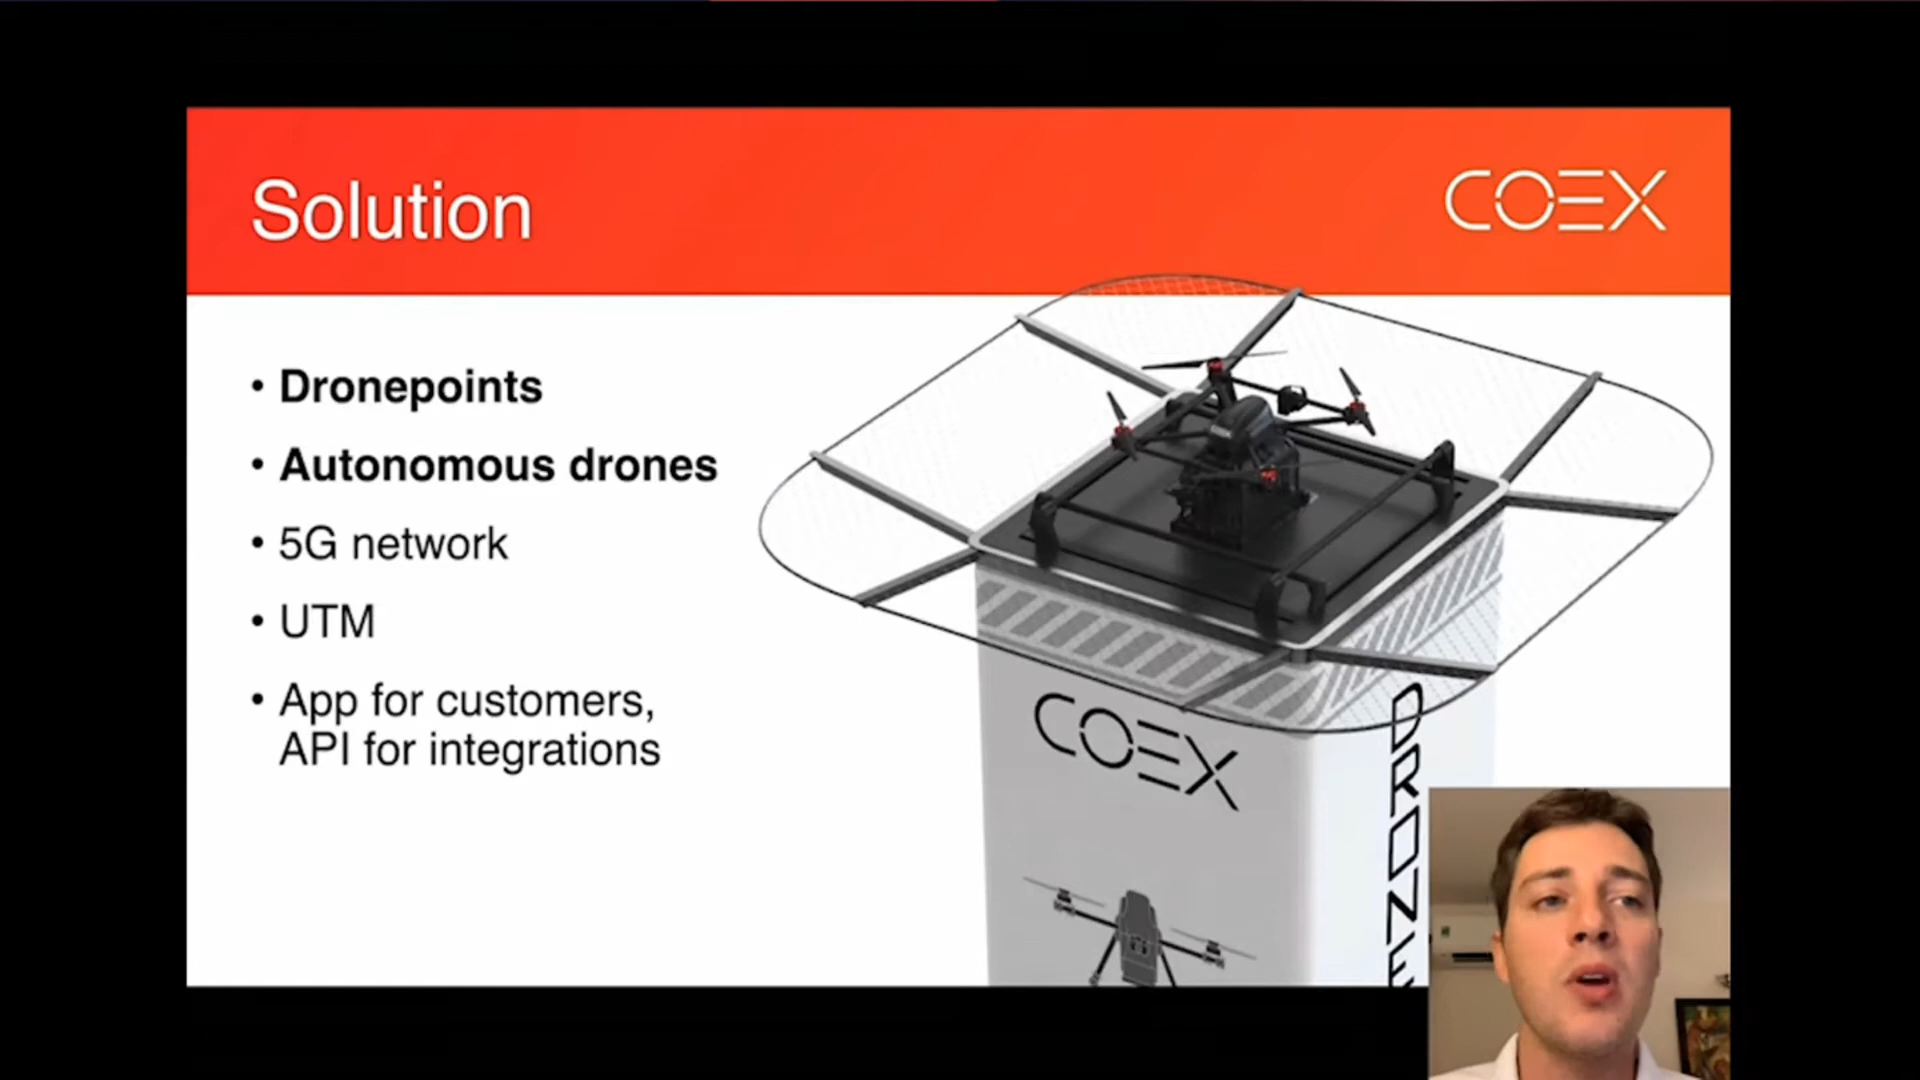 Solution
COEX
• Dronepoints
• Autonomous drones
• 5G network
• UTM
• App for customers,
API for integrations
COEX
DRONE